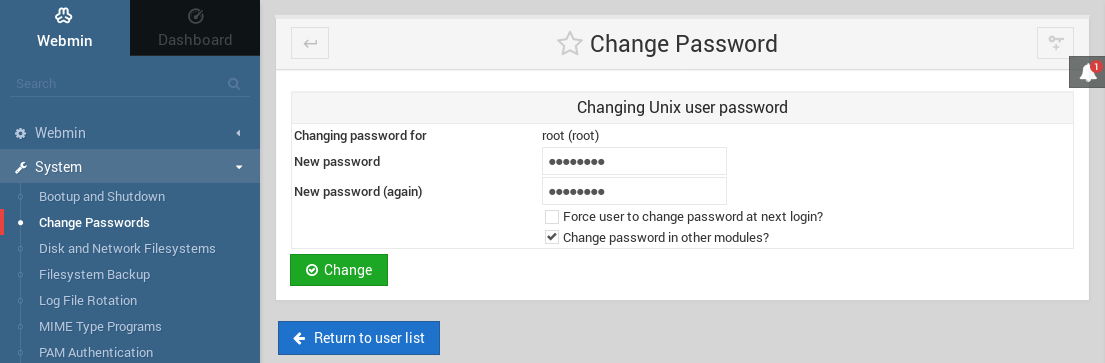 Webmin
Dashboard
Search
Webmin
System
Bootup and Shutdown
Change Passwords
Disk and Network Filesystems
Filesystem Backup
Log File Rotation
MIME Type Programs
PAM Authentication
Change Password
1
Changing Unix user password
Changing password for root (root)
New password ●●●●●●●●
New password (again) ●●●●●●●●
Force user to change password at next login?
Change password in other modules?
Change
Return to user list